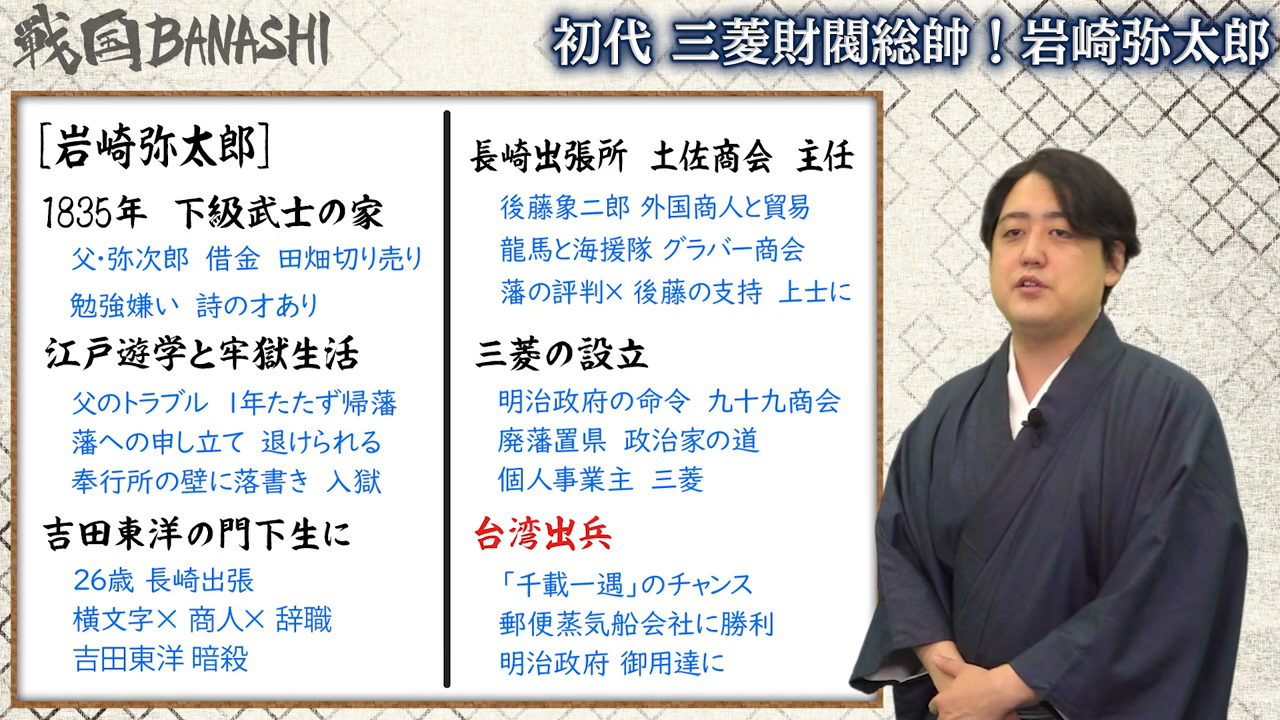 戦国BANASHI
初代 三菱財閥総帥！岩崎弥太郎
[岩崎弥太郎]
1835年 下級武士の家
父・弥次郎 借金 田畑切り売り
勉強嫌い 詩の才あり
江戸遊学と牢獄生活
父のトラブル 1年たたず帰藩
藩への申し立て 退けられる
奉行所の壁に落書き 入獄
吉田東洋の門下生に
26歳 長崎出張
横文字× 商人× 辞職
吉田東洋 暗殺
長崎出張所 土佐商会 主任
後藤象二郎 外国商人と貿易
龍馬と海援隊 グラバー商会
藩の評判× 後藤の支持 上士に
三菱の設立
明治政府の命令 九十九商会
廃藩置県 政治家の道
個人事業主 三菱
台湾出兵
「千載一遇」のチャンス
郵便蒸気船会社に勝利
明治政府 御用達に